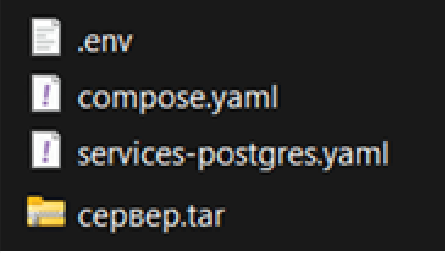 .env
compose.yaml
services-postgres.yaml
сервер.tar